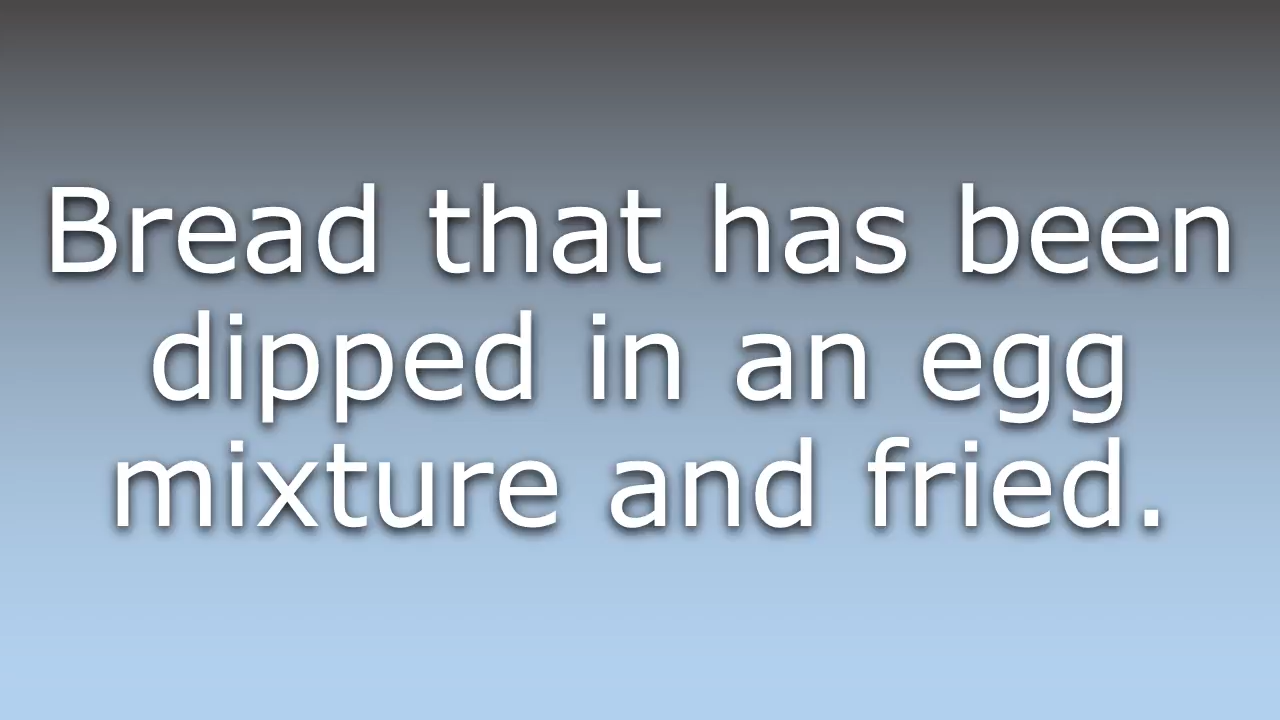 Bread that has been
dipped in an egg
mixture and fried.